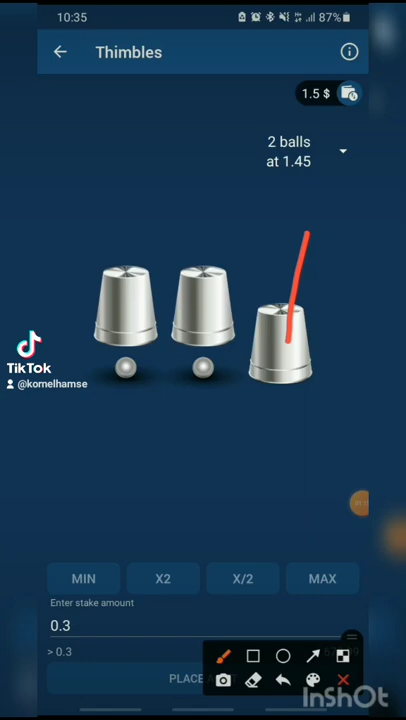 10:35
87%
Thimbles
1.5 $
2 balls
at 1.45
TikTok
@komelhamse
MIN
X2
X/2
MAX
Enter stake amount
0.3
> 0.3
PLACE
InShOt